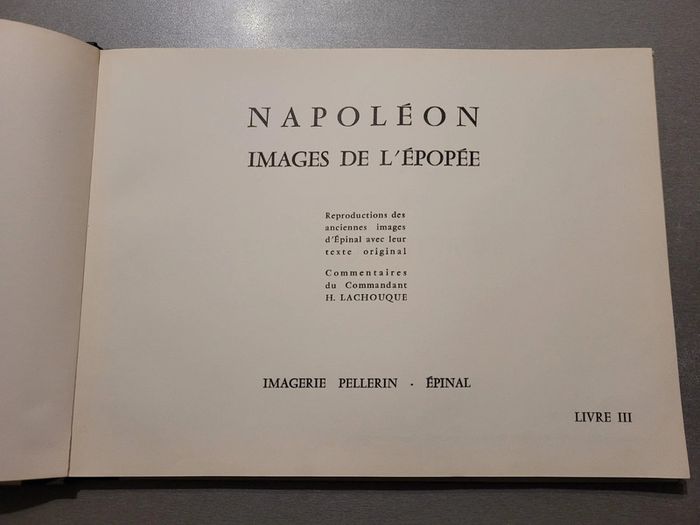 NAPOLÉON
IMAGES DE L'ÉPOPÉE
Reproductions des
anciennes images
d'Épinal avec leur
texte original
Commentaires
du Commandant
H. LACHOUQUE
IMAGERIE PELLERIN · ÉPINAL
LIVRE III